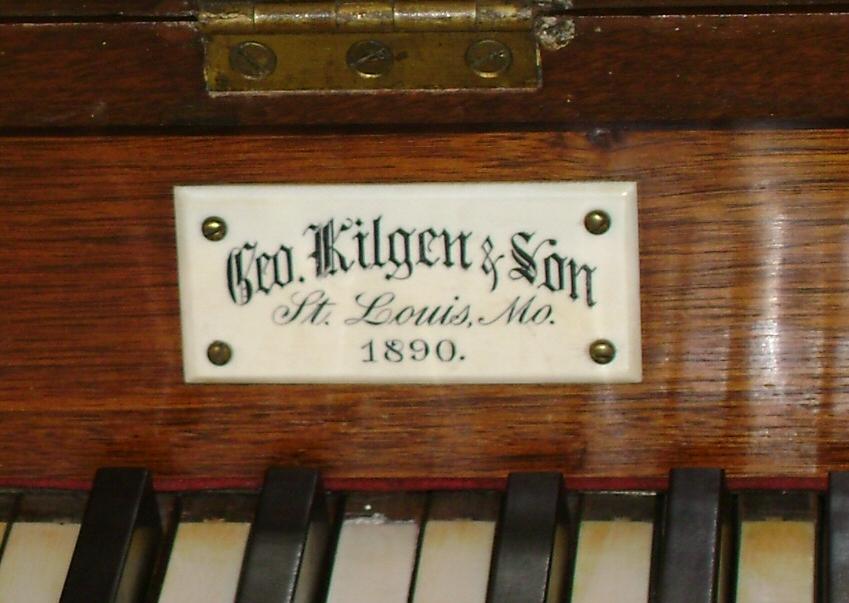 Geo. Kilgen & Son
St. Louis, Mo.
1890.